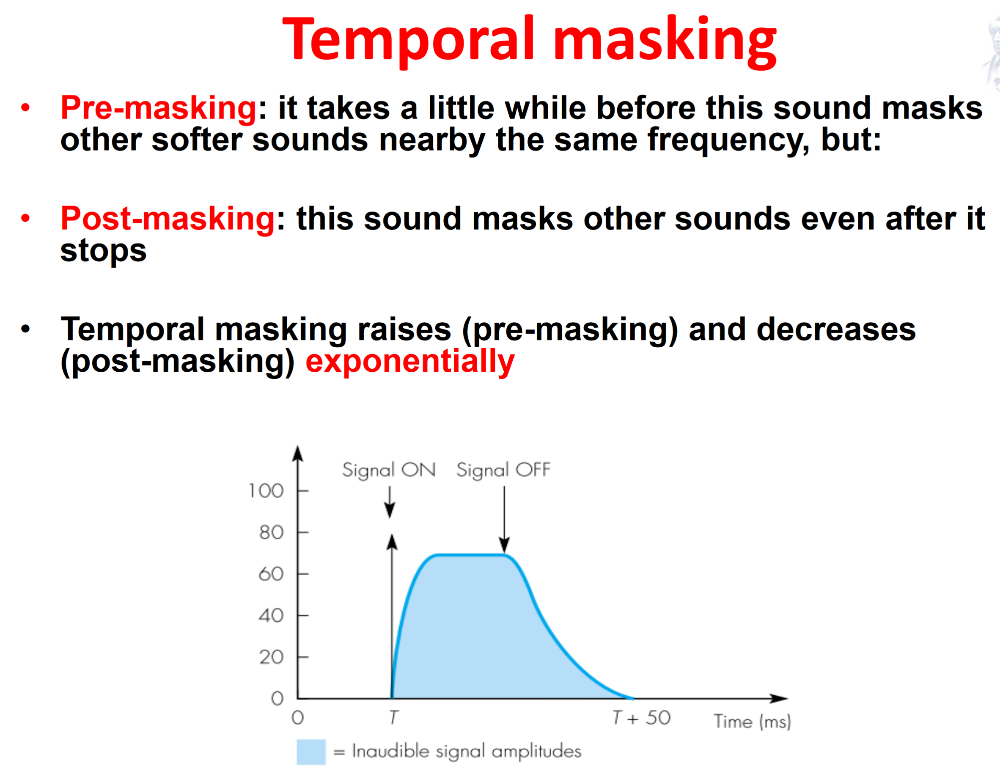 Temporal masking
• Pre-masking: it takes a little while before this sound masks
other softer sounds nearby the same frequency, but:
• Post-masking: this sound masks other sounds even after it
stops
• Temporal masking raises (pre-masking) and decreases
(post-masking) exponentially
Signal ON Signal OFF
100
80
60
40
20
0
0 T T + 50 Time (ms)
= Inaudible signal amplitudes